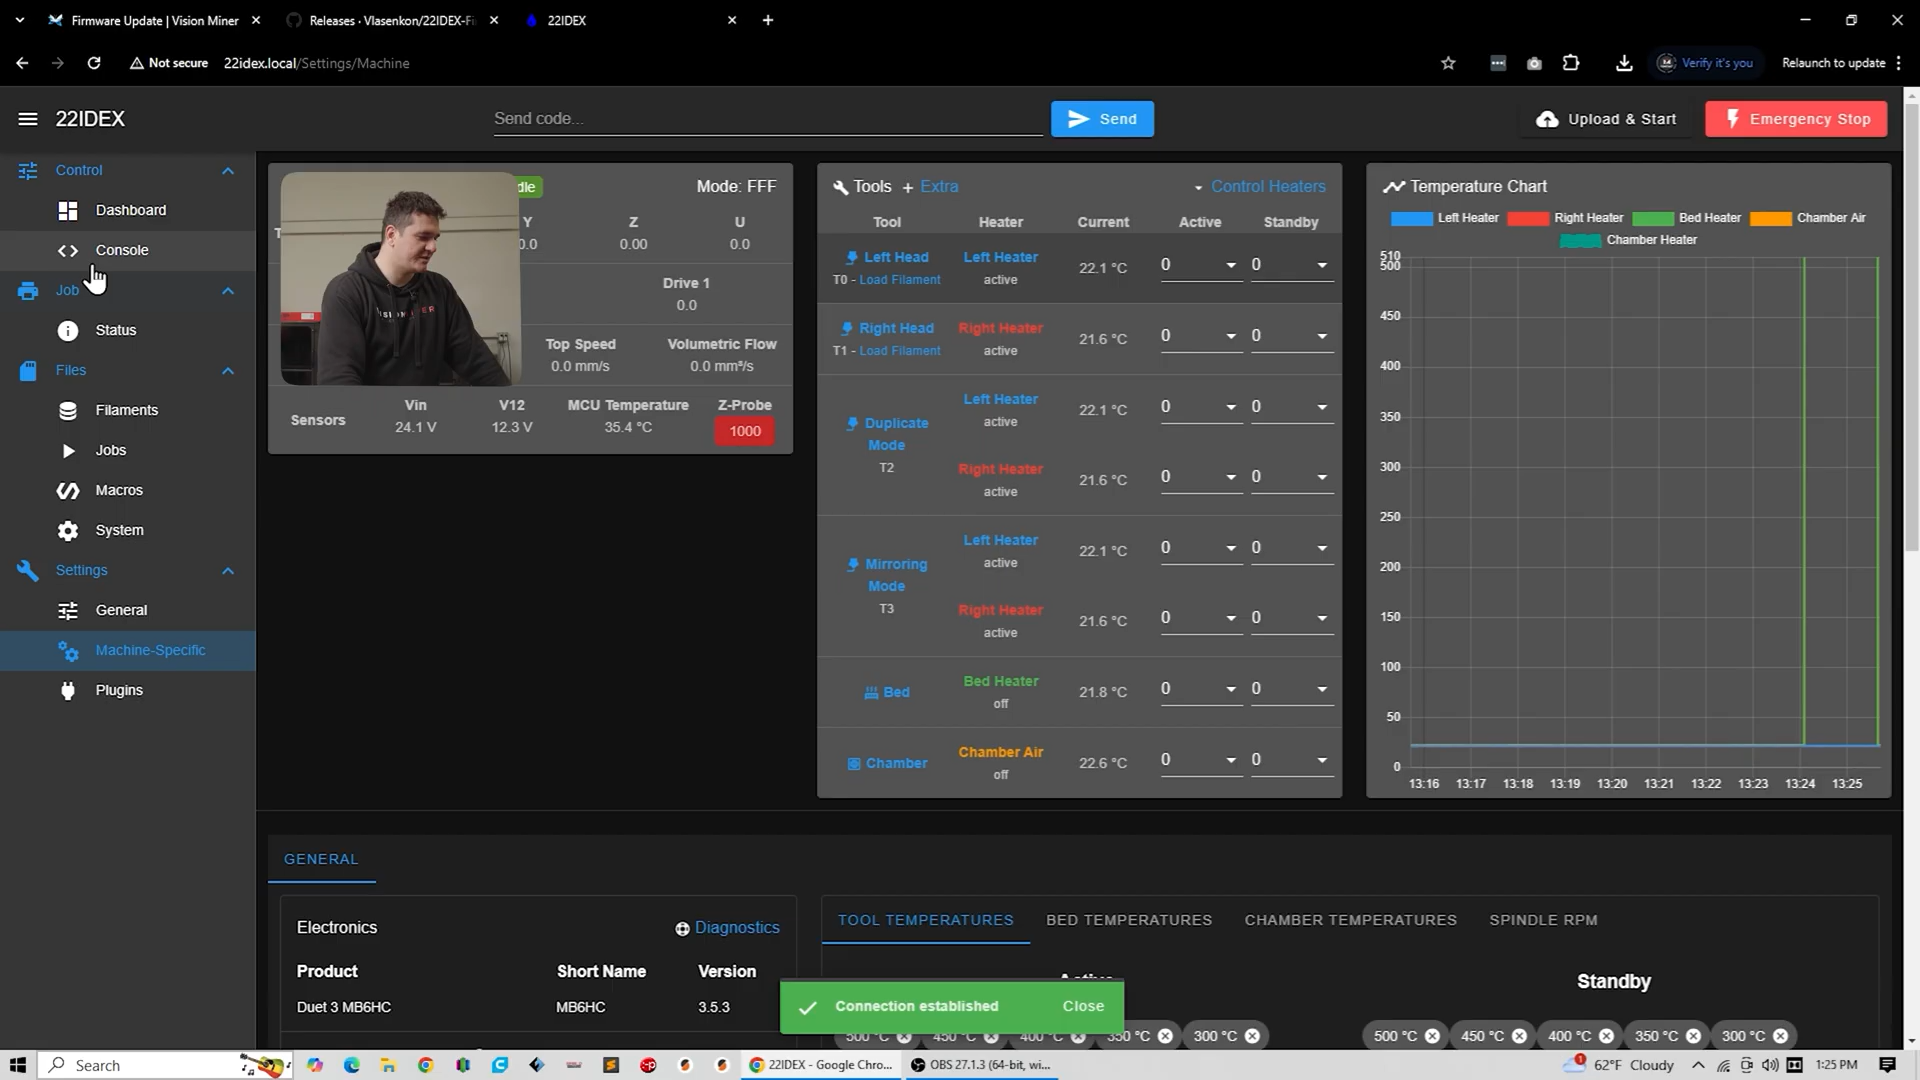 Firmware Update | Vision Miner
Releases · Vlasenkon/22IDEX-Fi
22IDEX
Not secure 22idex.local/Settings/Machine
Verify it's you
Relaunch to update
22IDEX
Send code...
Send
Upload & Start
Emergency Stop
Control
Dashboard
Console
Job
Status
Files
Filaments
Jobs
Macros
System
Settings
General
Machine-Specific
Plugins
dle
Mode: FFF
Y Z U
0.0 0.00 0.0
Drive 1
0.0
Top Speed Volumetric Flow
0.0 mm/s 0.0 mm³/s
Sensors
Vin V12 MCU Temperature Z-Probe
24.1 V 12.3 V 35.4 °C 1000
Tools + Extra
Control Heaters
Tool Heater Current Active Standby
Left Head
T0 - Load Filament
Left Heater
active
22.1 °C 0 0
Right Head
T1 - Load Filament
Right Heater
active
21.6 °C 0 0
Duplicate
Mode
T2
Left Heater
active
22.1 °C 0 0
Right Heater
active
21.6 °C 0 0
Mirroring
Mode
T3
Left Heater
active
22.1 °C 0 0
Right Heater
active
21.6 °C 0 0
Bed
Bed Heater
off
21.8 °C 0 0
Chamber
Chamber Air
off
22.6 °C 0 0
Temperature Chart
Left Heater Right Heater Bed Heater Chamber Air
Chamber Heater
510
500
450
400
350
300
250
200
150
100
50
0
13:16 13:17 13:18 13:19 13:20 13:21 13:22 13:23 13:24 13:25
GENERAL
Electronics
Diagnostics
Product Short Name Version
Duet 3 MB6HC MB6HC 3.5.3
TOOL TEMPERATURES BED TEMPERATURES CHAMBER TEMPERATURES SPINDLE RPM
Active
Standby
500 °C 450 °C 400 °C 350 °C 300 °C
500 °C 450 °C 400 °C 350 °C 300 °C
Connection established
Close
Search
22IDEX - Google Chro...
OBS 27.1.3 (64-bit, wi...
1
62°F Cloudy
1:25 PM